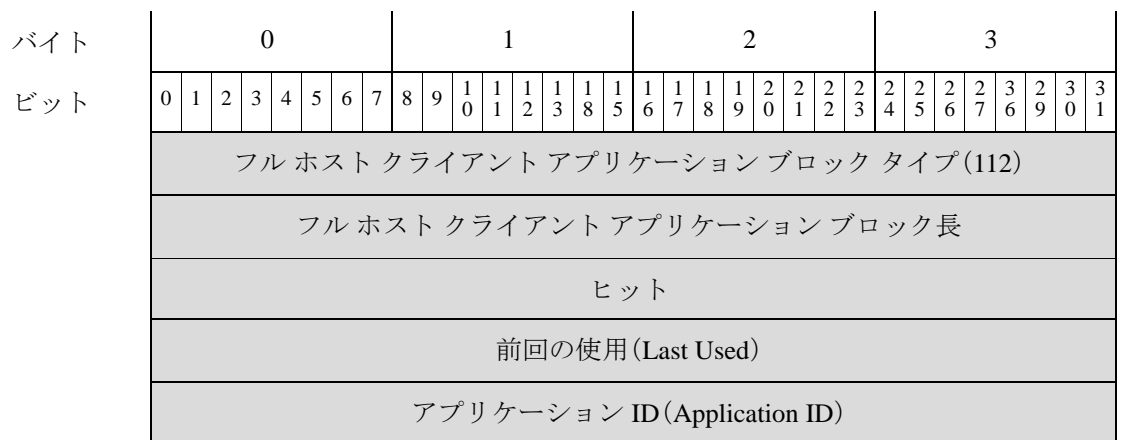 バイト 0 1 2 3
ビット 0 1 2 3 4 5 6 7 8 9 10 11 12 13 18 15 16 17 18 19 20 21 22 23 24 25 26 27 36 29 30 31
フル ホスト クライアント アプリケーション ブロック タイプ(112)
フル ホスト クライアント アプリケーション ブロック長
ヒット
前回の使用(Last Used)
アプリケーション ID(Application ID)